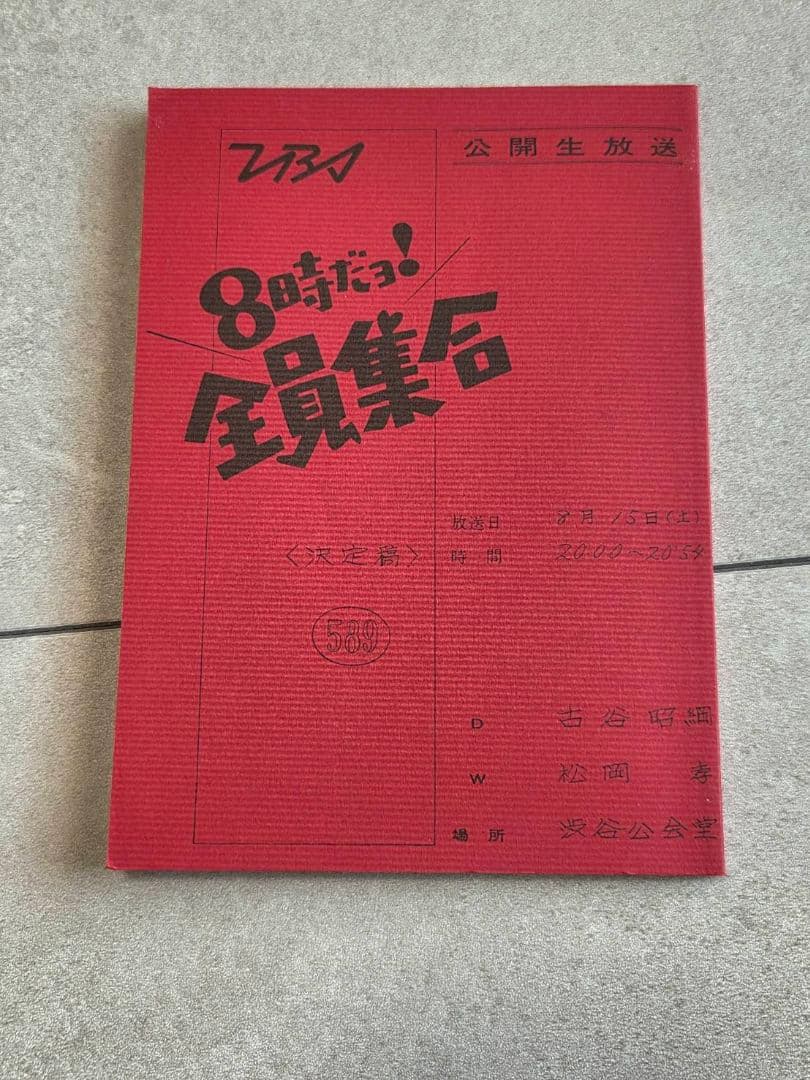 TBS
公開生放送
8時だョ!
全員集合
放送日 8月15日(土)
〈決定稿〉 時間 20:00~20:54
589
D 古谷昭綱
W 松岡 孝
場所 渋谷公会堂